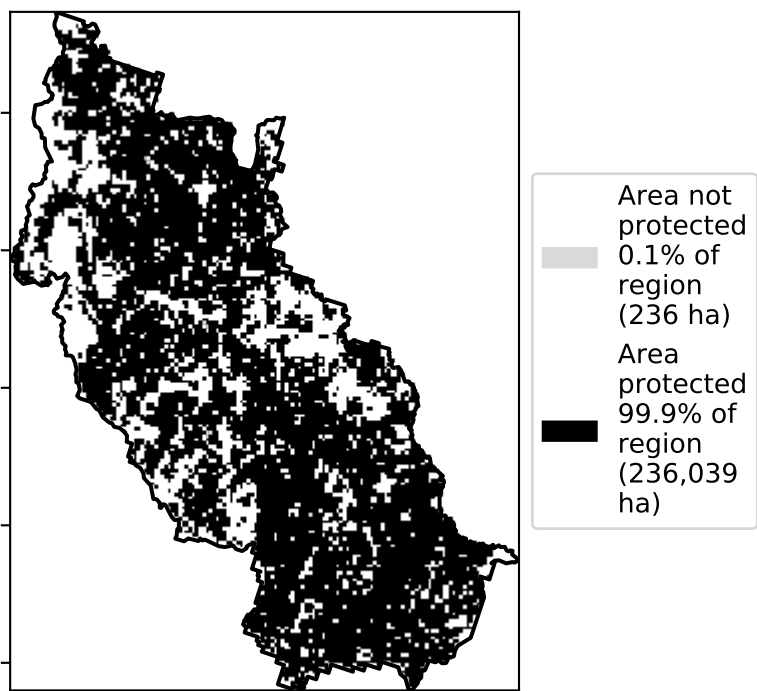 Area not
protected
0.1% of
region
(236 ha)
Area
protected
99.9% of
region
(236,039
ha)